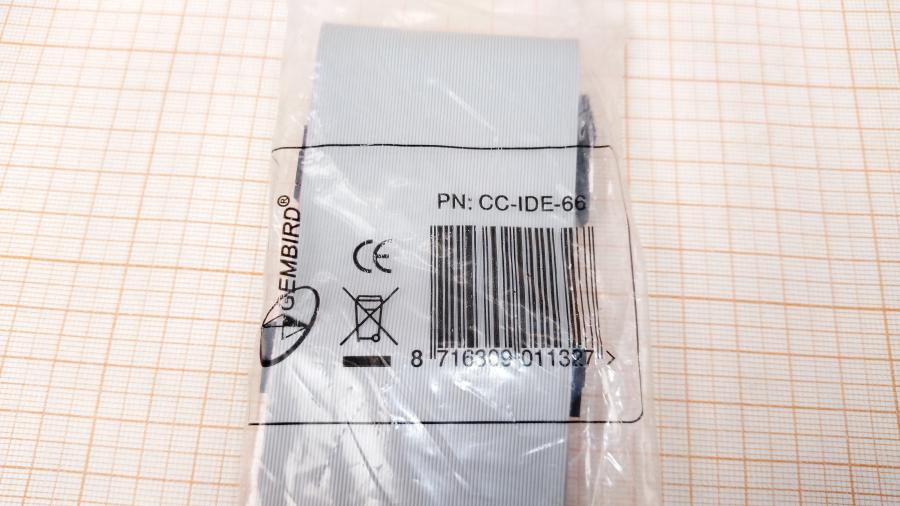 PN: CC-IDE-66
GEMBIRD®
CE
8 716309 011327 >